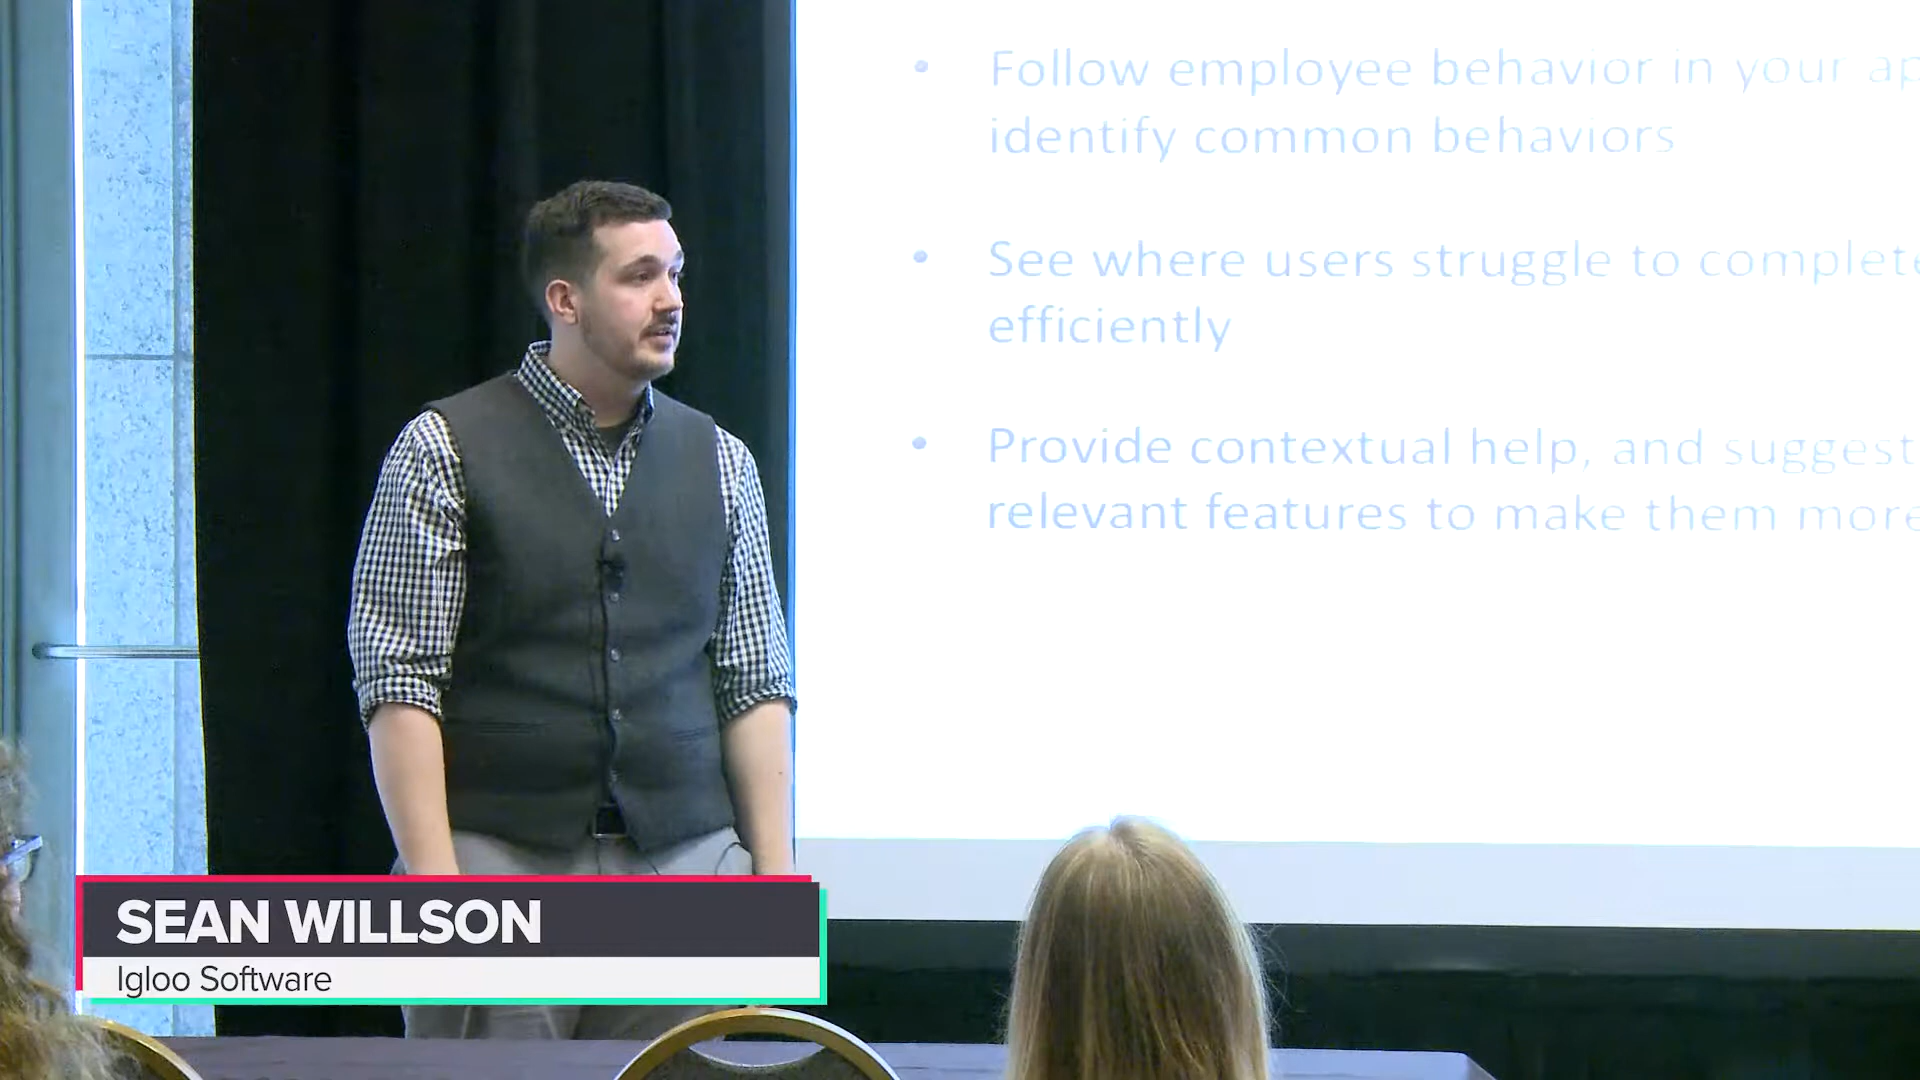 • Follow employee behavior in your
identify common behaviors
• See where users struggle to complete
efficiently
• Provide contextual help, and suggest
relevant features to make them more
SEAN WILLSON
Igloo Software